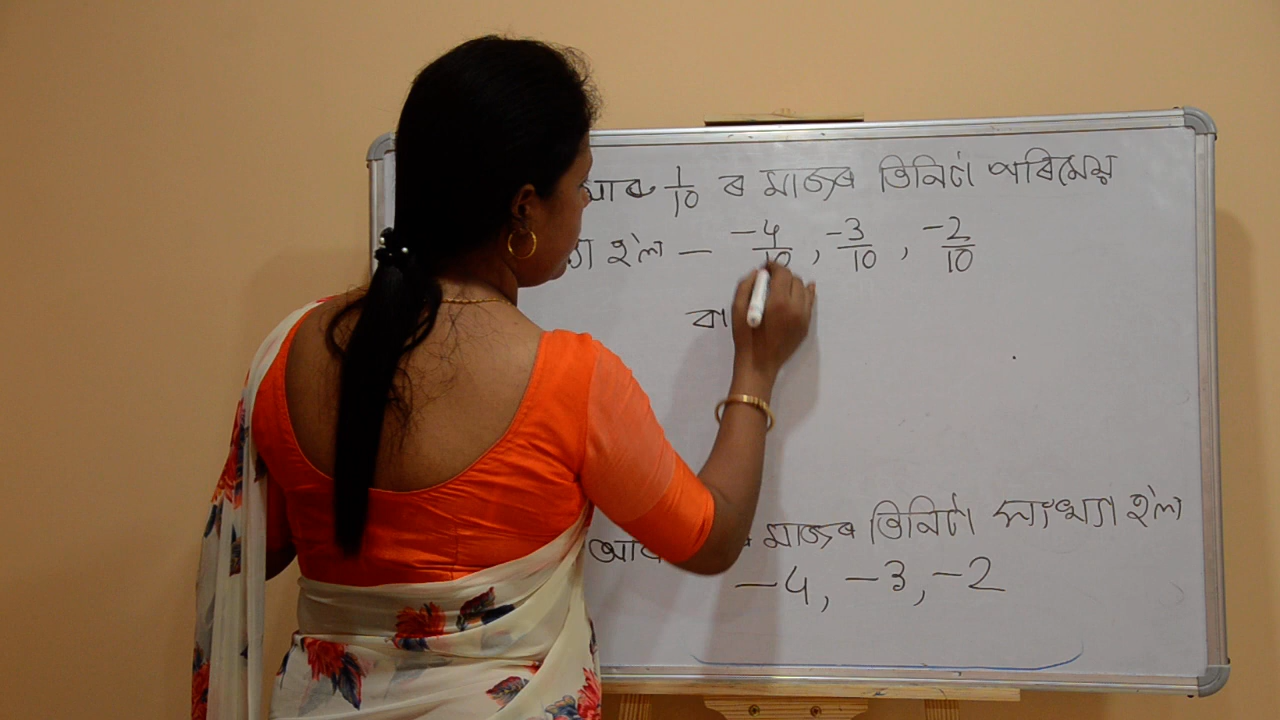 আৰু 1/10 ৰ মাজৰ তিনিটা পৰিমেয়
হ'ল — -4/10, -3/10, -2/10
বা
মাজৰ তিনিটা সংখ্যা হ'ল
-4, -3, -2